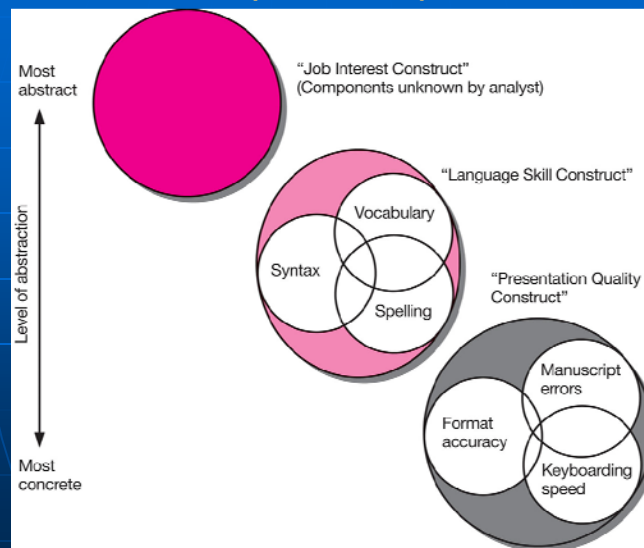 Most
abstract
"Job Interest Construct"
(Components unknown by analyst)
"Language Skill Construct"
Vocabulary
Syntax
Spelling
Level of abstraction
"Presentation Quality
Construct"
Manuscript
errors
Format
accuracy
Keyboarding
speed
Most
concrete